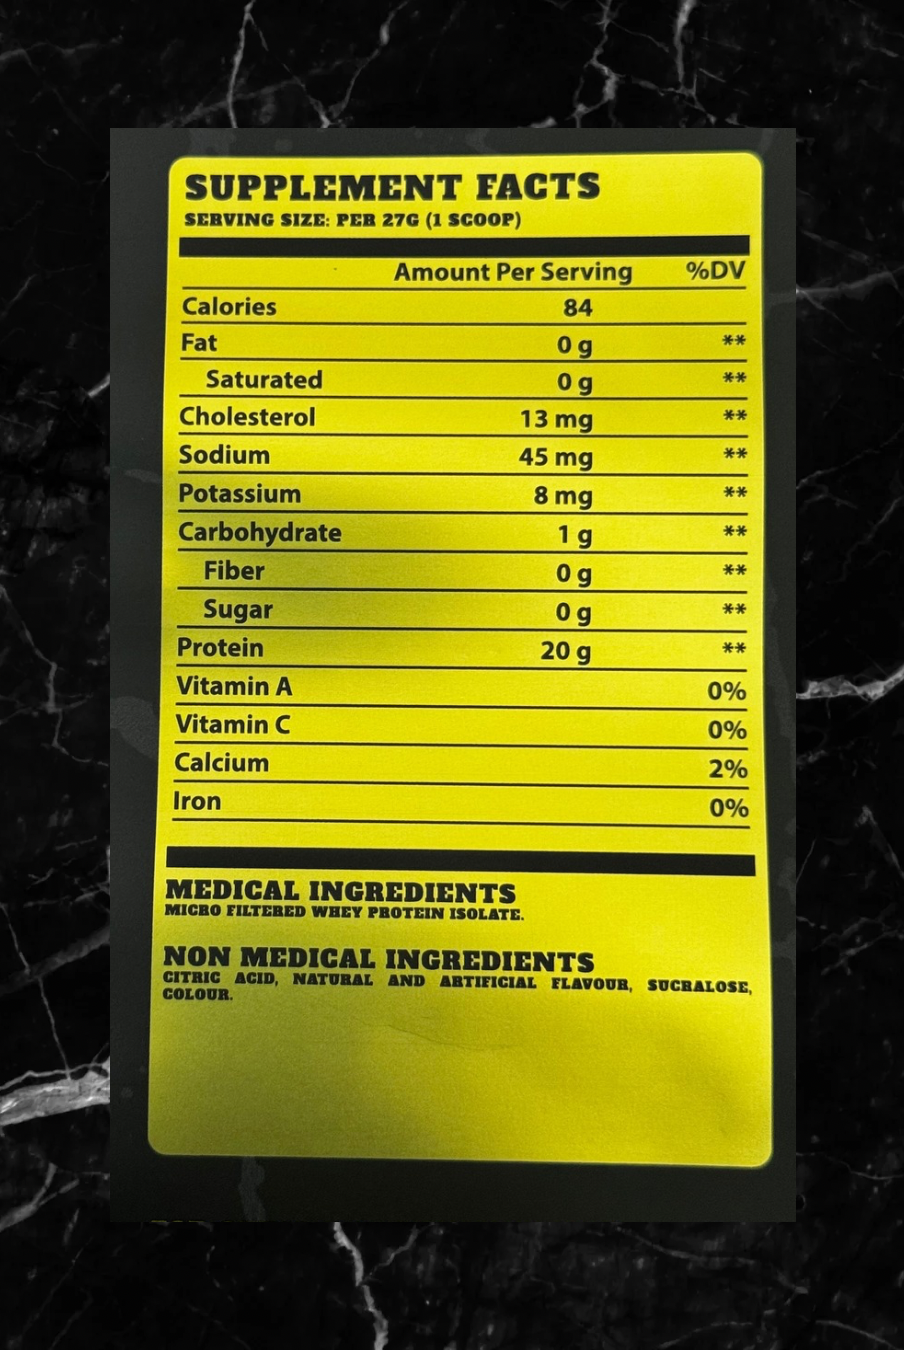 SUPPLEMENT FACTS
SERVING SIZE: PER 27G (1 SCOOP)
Amount Per Serving %DV
Calories 84
Fat 0 g **
Saturated 0 g **
Cholesterol 13 mg **
Sodium 45 mg **
Potassium 8 mg **
Carbohydrate 1 g **
Fiber 0 g **
Sugar 0 g **
Protein 20 g **
Vitamin A 0%
Vitamin C 0%
Calcium 2%
Iron 0%
MEDICAL INGREDIENTS
MICRO FILTERED WHEY PROTEIN ISOLATE.
NON MEDICAL INGREDIENTS
CITRIC ACID, NATURAL AND ARTIFICIAL FLAVOUR, SUCRALOSE,
COLOUR.